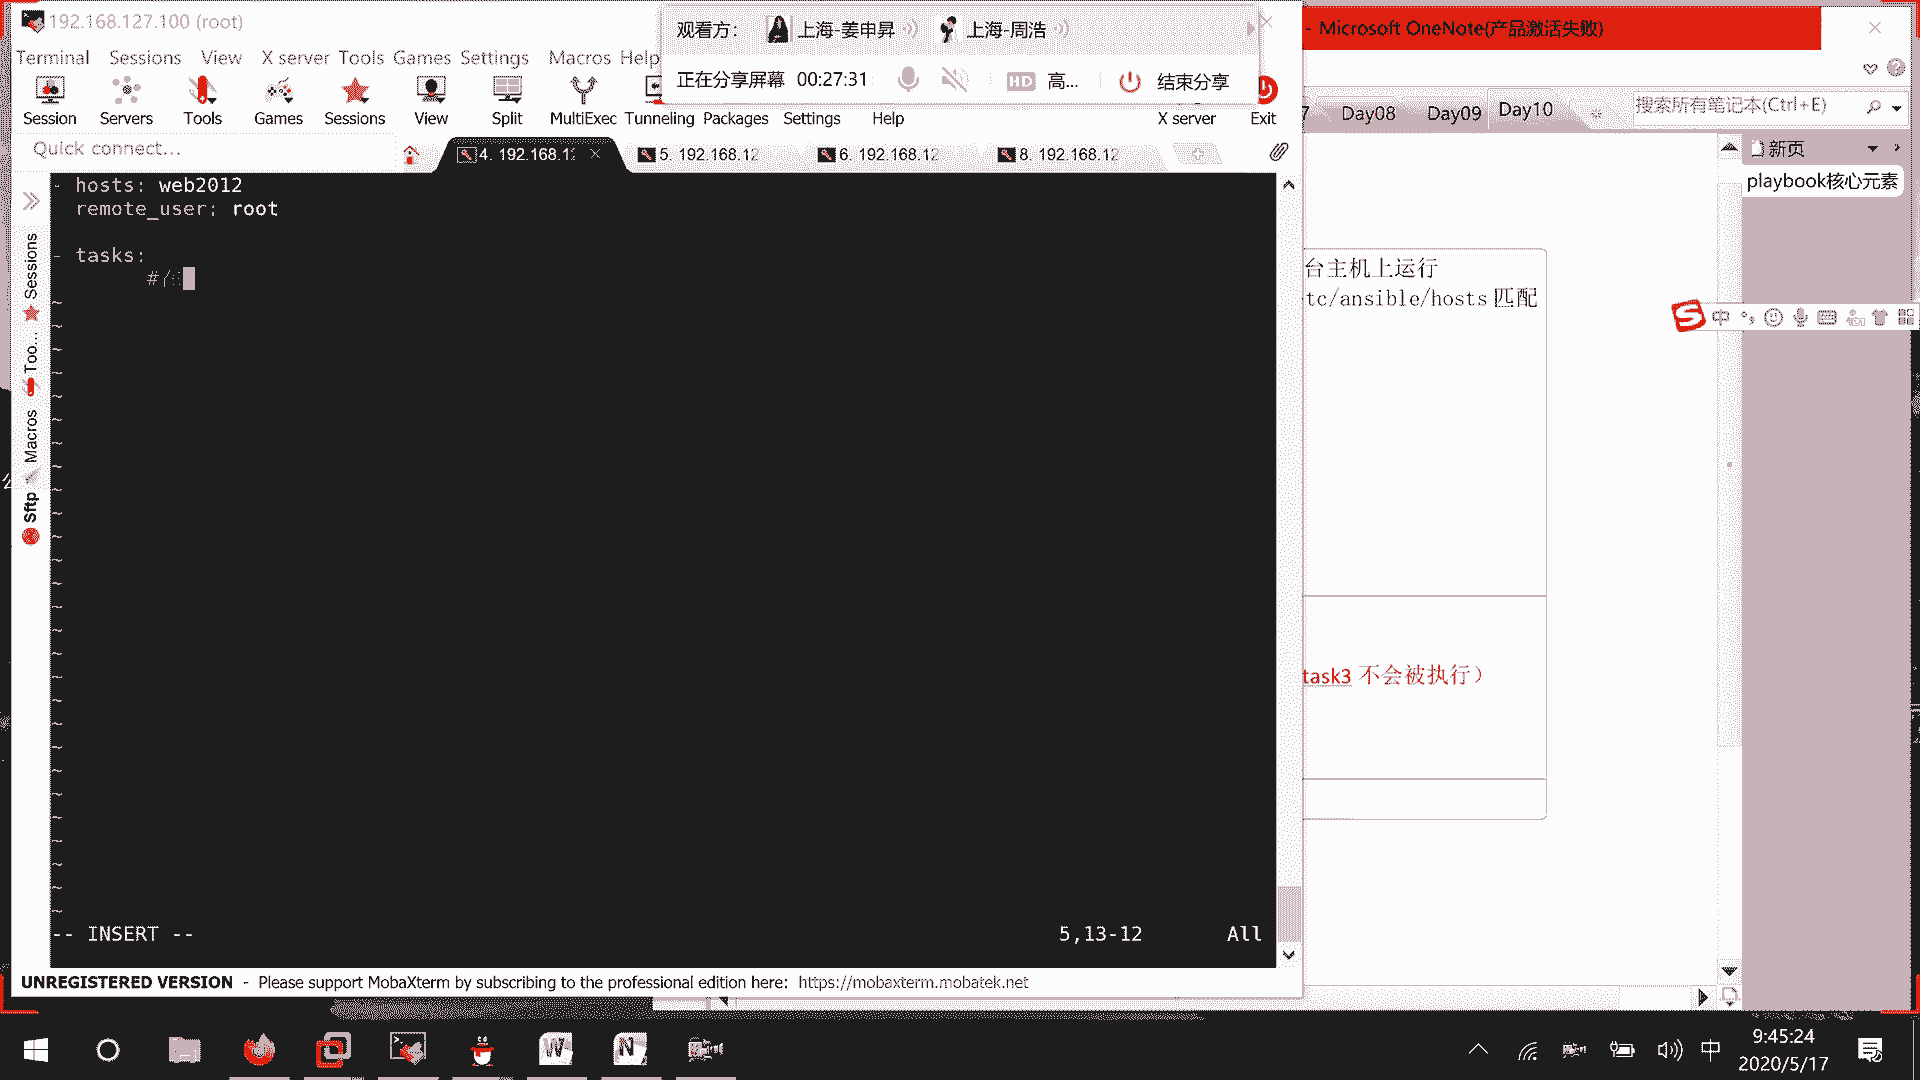 192.168.127.100 (root)
观看方： 上海-姜申昇 上海-周浩
- Microsoft OneNote(产品激活失败)
Terminal Sessions View X server Tools Games Settings Macros Help
正在分享屏幕 00:27:31 HD 高... 结束分享
Session Servers Tools Games Sessions View Split MultiExec Tunneling Packages Settings Help X server Exit
7 Day08 Day09 Day10 搜索所有笔记本(Ctrl+E)
Quick connect...
4. 192.168.12 5. 192.168.12 6. 192.168.12 8. 192.168.12
新页
playbook核心元素
- hosts: web2012
remote_user: root
- tasks:
#
台主机上运行
tc/ansible/hosts 匹配
中
Sessions
Too...
Macros
Sftp
task3 不会被执行）
-- INSERT --
5,13-12
All
UNREGISTERED VERSION - Please support MobaXterm by subscribing to the professional edition here: https://mobaxterm.mobatek.net
中
9:45:24
2020/5/17